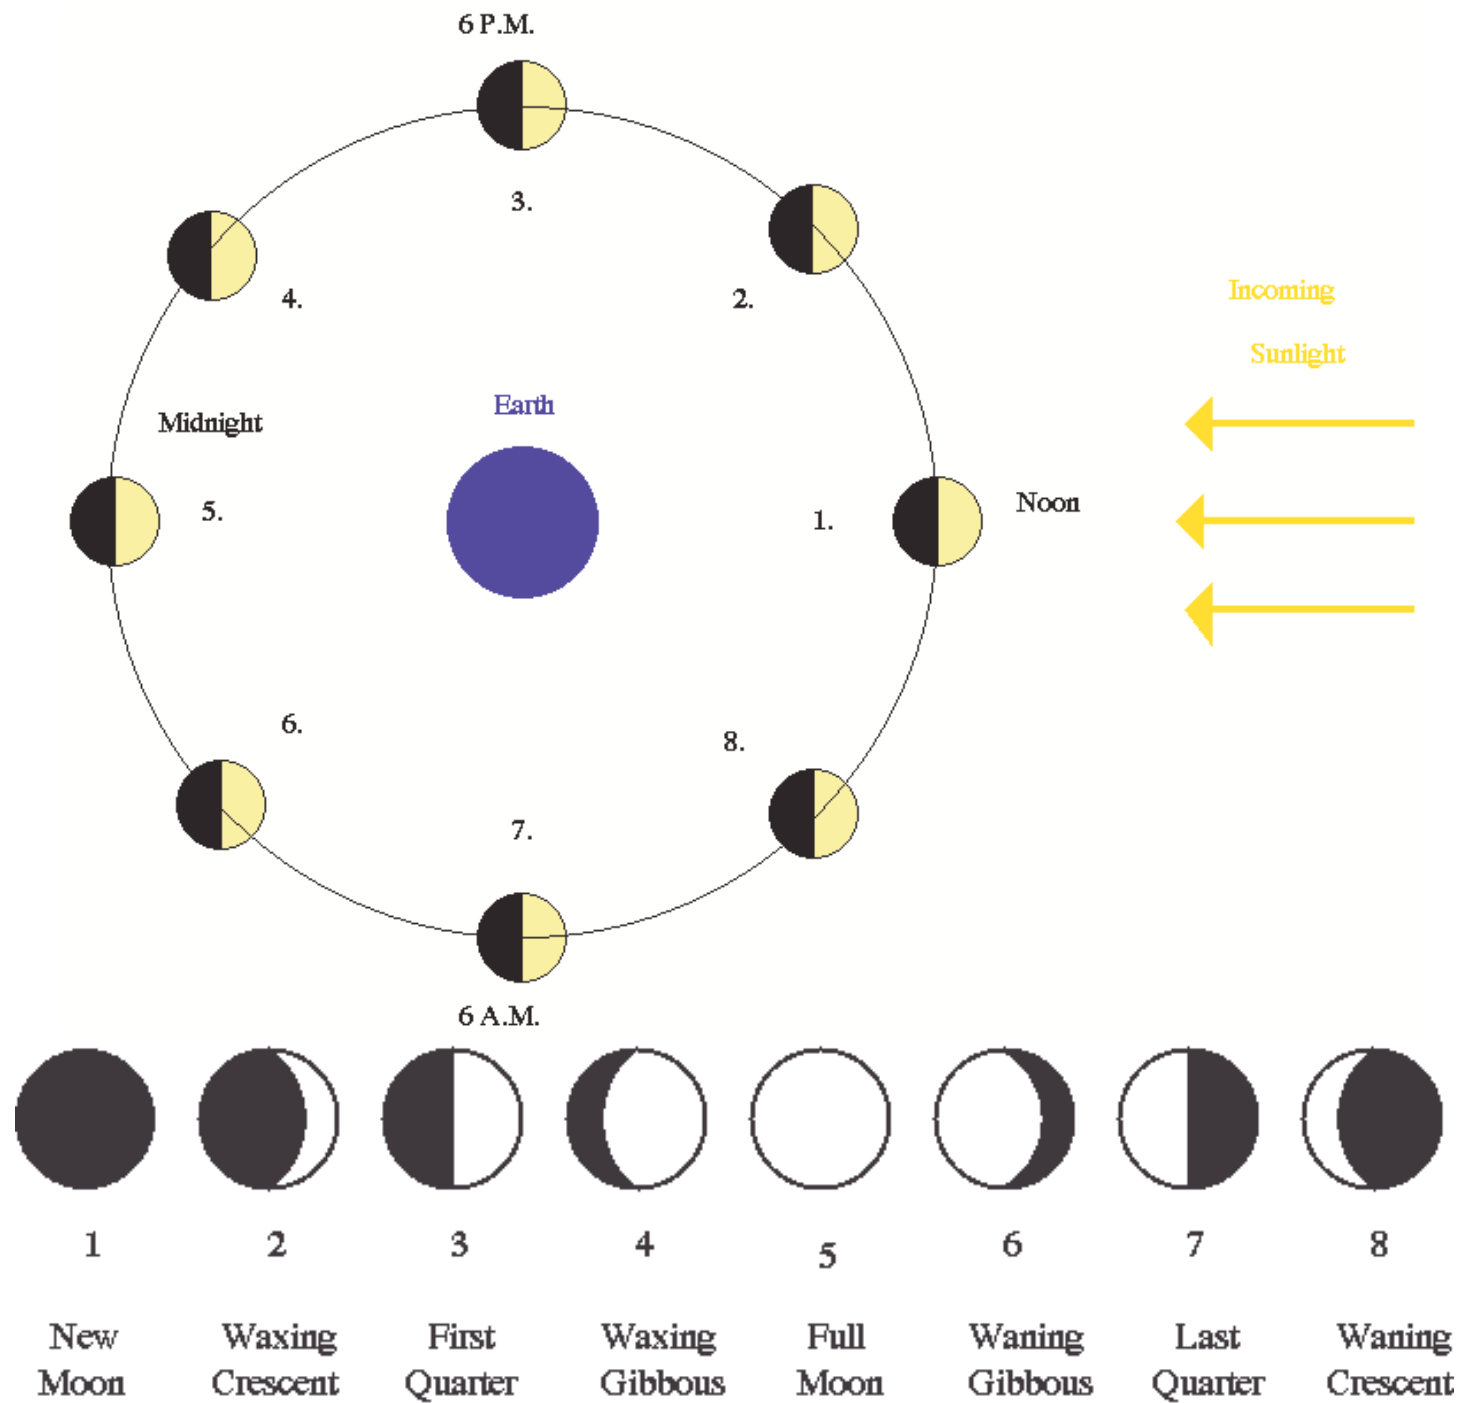 6 P.M.
3.
2.
4.
Incoming
Sunlight
Earth
Midnight
5.
1.
Noon
6.
8.
7.
6 A.M.
1 2 3 4 5 6 7 8
New Waxing First Waxing Full Waning Last Waning
Moon Crescent Quarter Gibbous Moon Gibbous Quarter Crescent